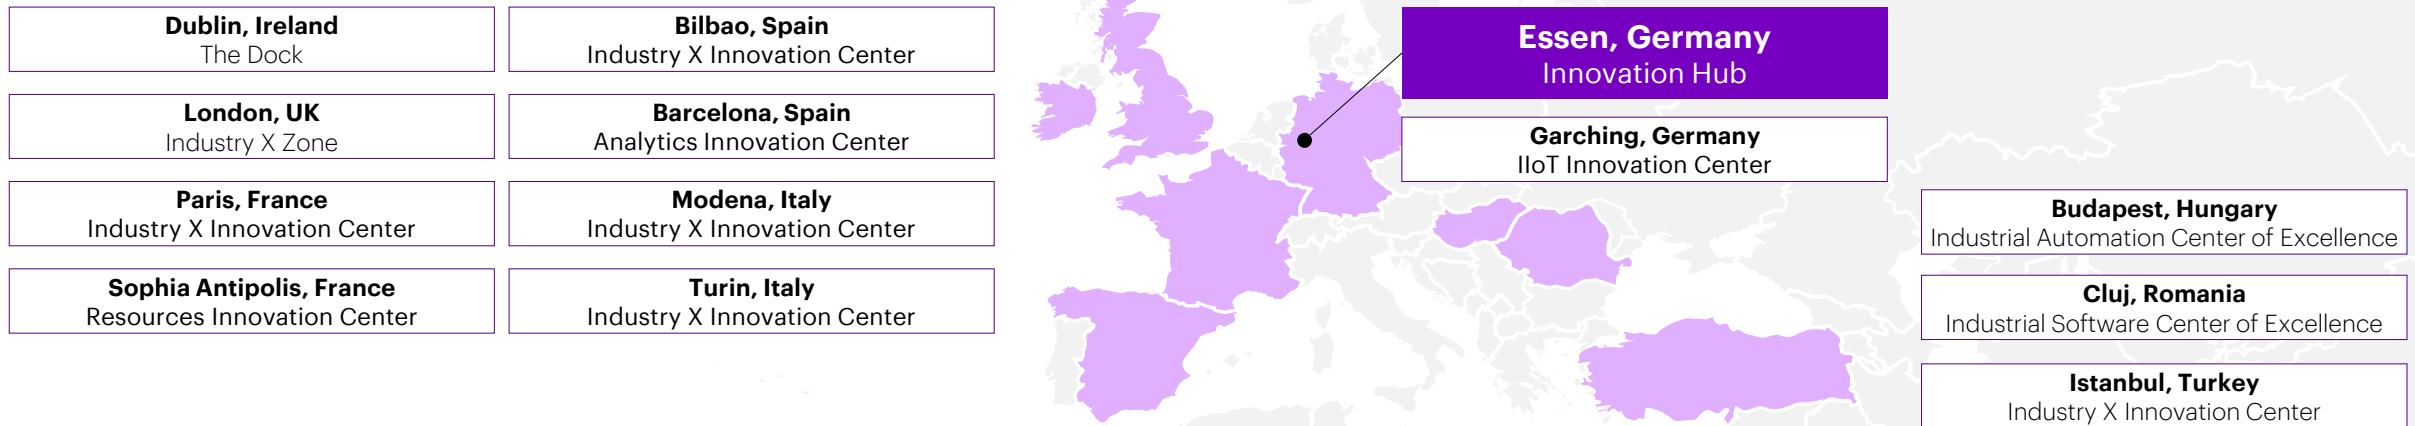 Dublin, Ireland
The Dock
London, UK
Industry X Zone
Paris, France
Industry X Innovation Center
Sophia Antipolis, France
Resources Innovation Center
Bilbao, Spain
Industry X Innovation Center
Barcelona, Spain
Analytics Innovation Center
Modena, Italy
Industry X Innovation Center
Turin, Italy
Industry X Innovation Center
Essen, Germany
Innovation Hub
Garching, Germany
IIoT Innovation Center
Budapest, Hungary
Industrial Automation Center of Excellence
Cluj, Romania
Industrial Software Center of Excellence
Istanbul, Turkey
Industry X Innovation Center